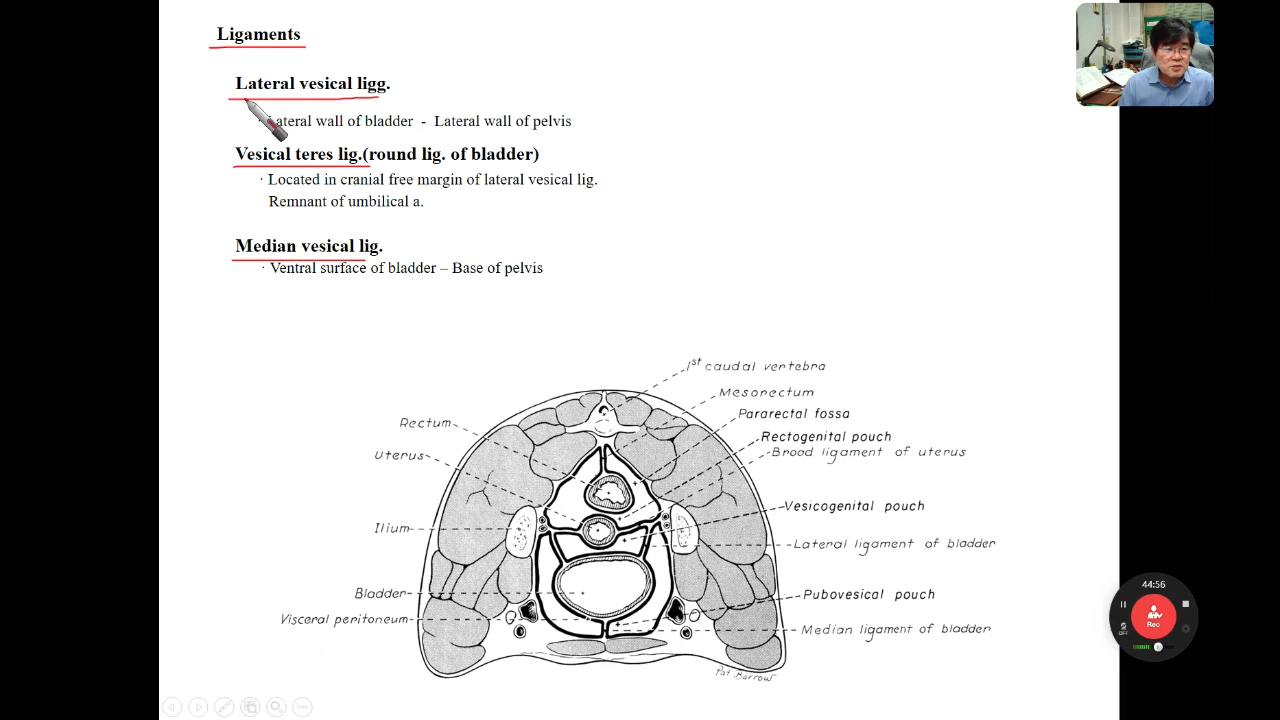 Ligaments
Lateral vesical ligg.
Lateral wall of bladder - Lateral wall of pelvis
Vesical teres lig.(round lig. of bladder)
· Located in cranial free margin of lateral vesical lig.
Remnant of umbilical a.
Median vesical lig.
· Ventral surface of bladder – Base of pelvis
1st caudal vertebra
Mesorectum
Pararectal fossa
Rectogenital pouch
Broad ligament of uterus
Vesicogenital pouch
Lateral ligament of bladder
Pubovesical pouch
Median ligament of bladder
Rectum
Uterus
Ilium
Bladder
Visceral peritoneum
Pat Barrow
44:56
Rec
OFF